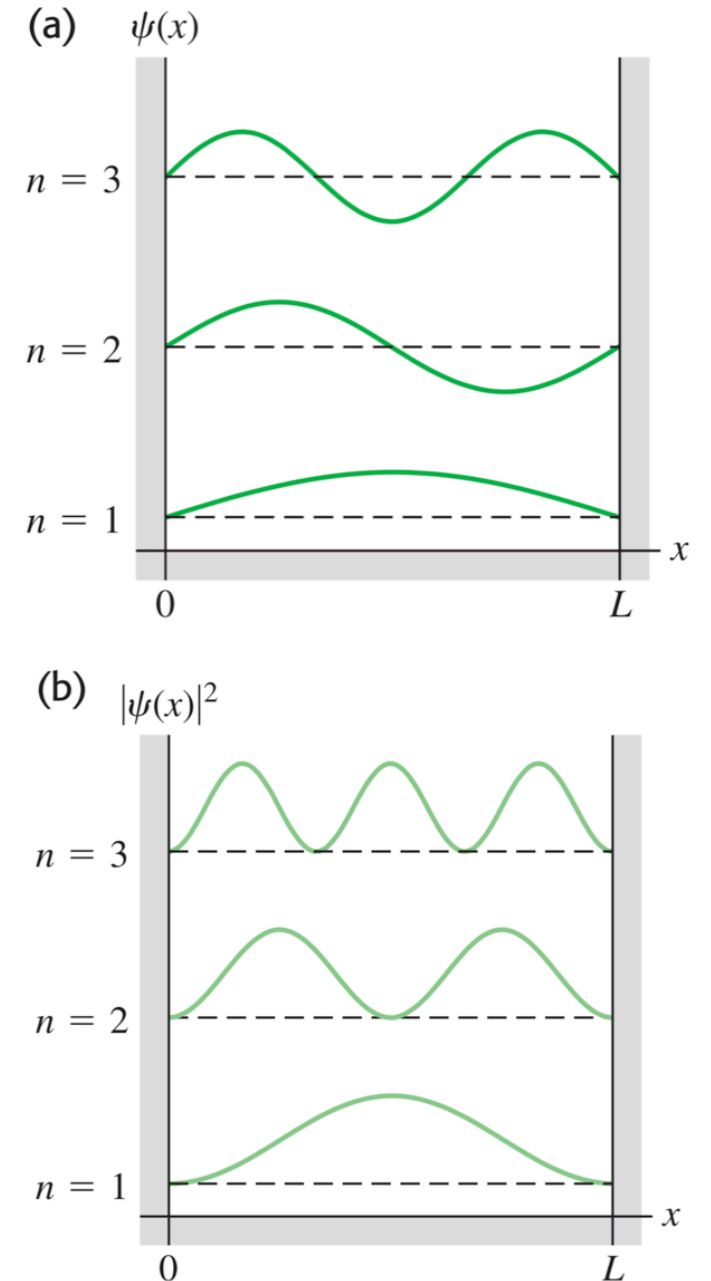 (a) ψ(x)
n = 3
n = 2
n = 1
x
0 L
(b) |ψ(x)|²
n = 3
n = 2
n = 1
x
0 L